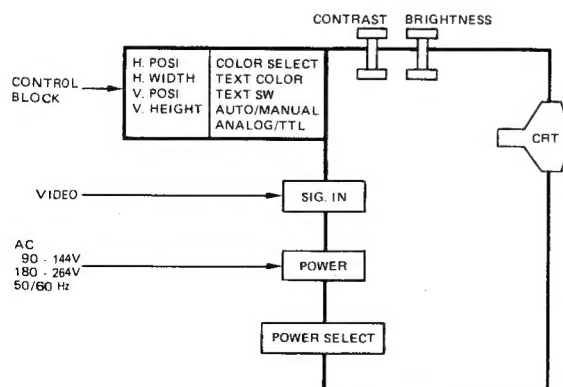 CONTRAST BRIGHTNESS
CONTROL
BLOCK
H. POSI
H. WIDTH
V. POSI
V. HEIGHT
COLOR SELECT
TEXT COLOR
TEXT SW
AUTO/MANUAL
ANALOG/TTL
CRT
VIDEO
SIG. IN
AC
90 - 144V
180 - 264V
50/60 Hz
POWER
POWER SELECT